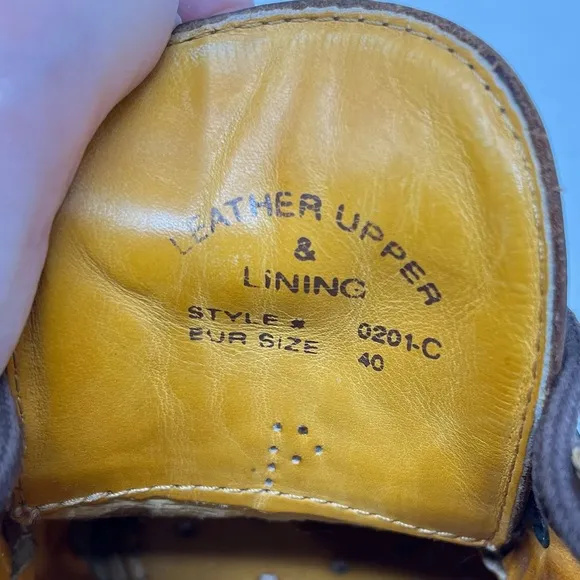 LEATHER UPPER
&
LiNING
STYLE # 0201-C
EUR SIZE 40